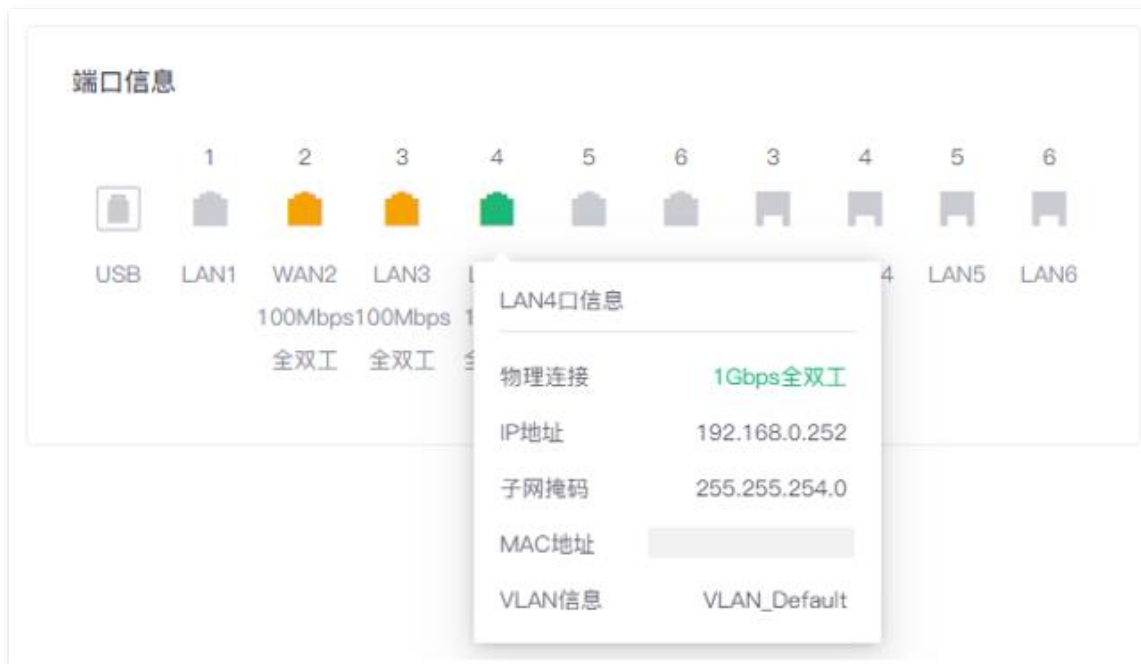 端口信息
1 2 3 4 5 6 3 4 5 6
USB LAN1 WAN2 LAN3 4 LAN5 LAN6
100Mbps 100Mbps
全双工 全双工
LAN4口信息
物理连接 1Gbps全双工
IP地址 192.168.0.252
子网掩码 255.255.254.0
MAC地址
VLAN信息 VLAN_Default